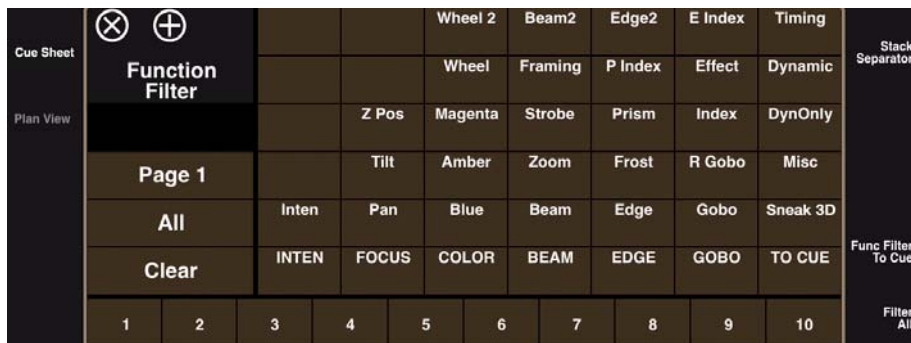 Wheel 2 Beam2 Edge2 E Index Timing
Cue Sheet
Stack
Separator
Function
Filter
Wheel Framing P Index Effect Dynamic
Plan View
Z Pos Magenta Strobe Prism Index DynOnly
Page 1
Tilt Amber Zoom Frost R Gobo Misc
All
Inten Pan Blue Beam Edge Gobo Sneak 3D
Clear
INTEN FOCUS COLOR BEAM EDGE GOBO TO CUE
Func Filter
To Cue
1 2 3 4 5 6 7 8 9 10
Filter
All